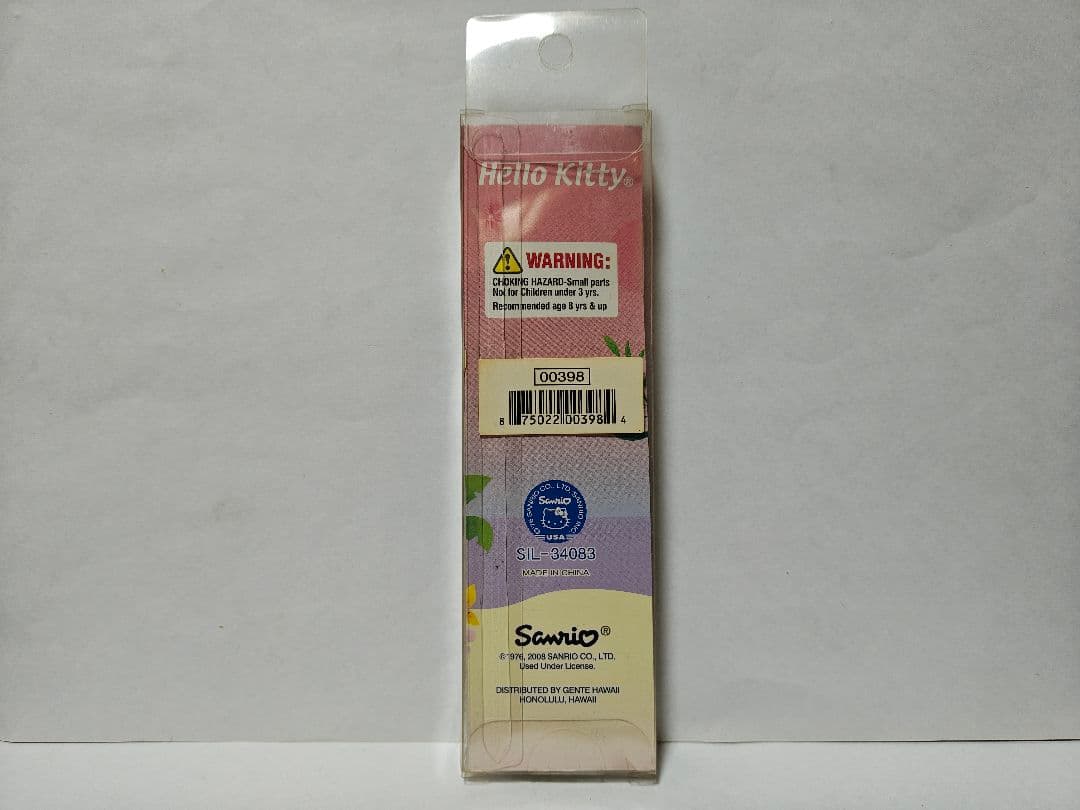 Hello Kitty®
WARNING:
CHOKING HAZARD-Small parts
Not for Children under 3 yrs.
Recommended age 8 yrs & up
00398
8 75022 00398 4
SANRIO CO., LTD. SANRIO INC.
Sanrio
USA
SIL-34083
MADE IN CHINA
Sanrio®
©1976, 2008 SANRIO CO., LTD.
Used Under License.
DISTRIBUTED BY GENTE HAWAII
HONOLULU, HAWAII